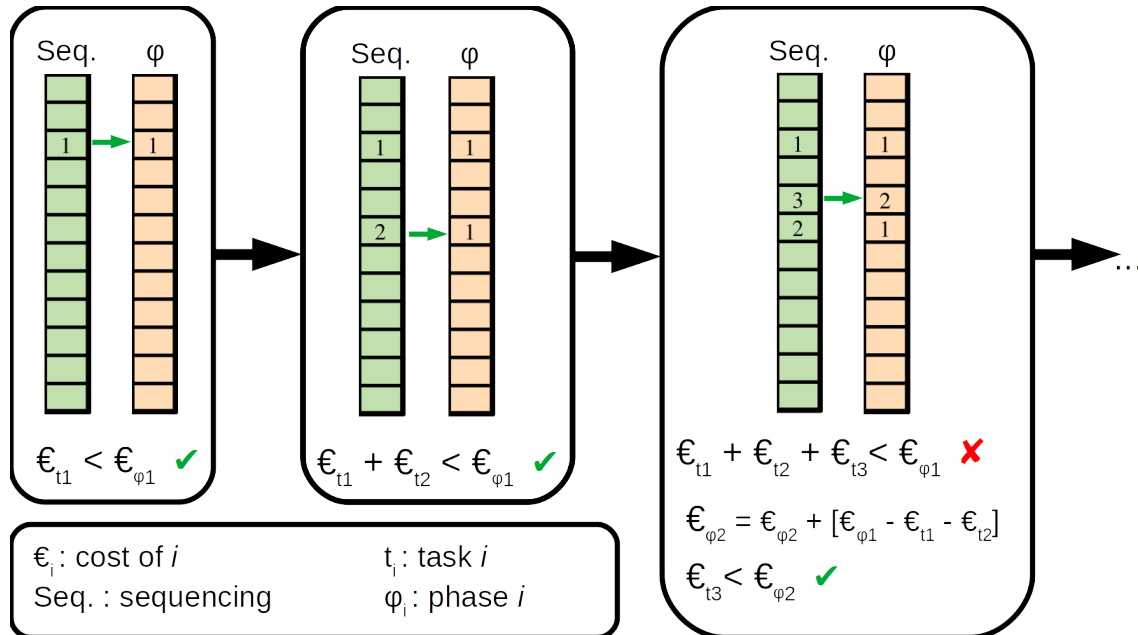 Seq. φ
1 1
€t1 < €φ1 ✔
Seq. φ
1 1
2 1
€t1 + €t2 < €φ1 ✔
Seq. φ
1 1
3 2
2 1
€t1 + €t2 + €t3 < €φ1 ✘
€φ2 = €φ2 + [€φ1 - €t1 - €t2]
€t3 < €φ2 ✔
...
€i : cost of i
ti : task i
Seq. : sequencing
φi : phase i